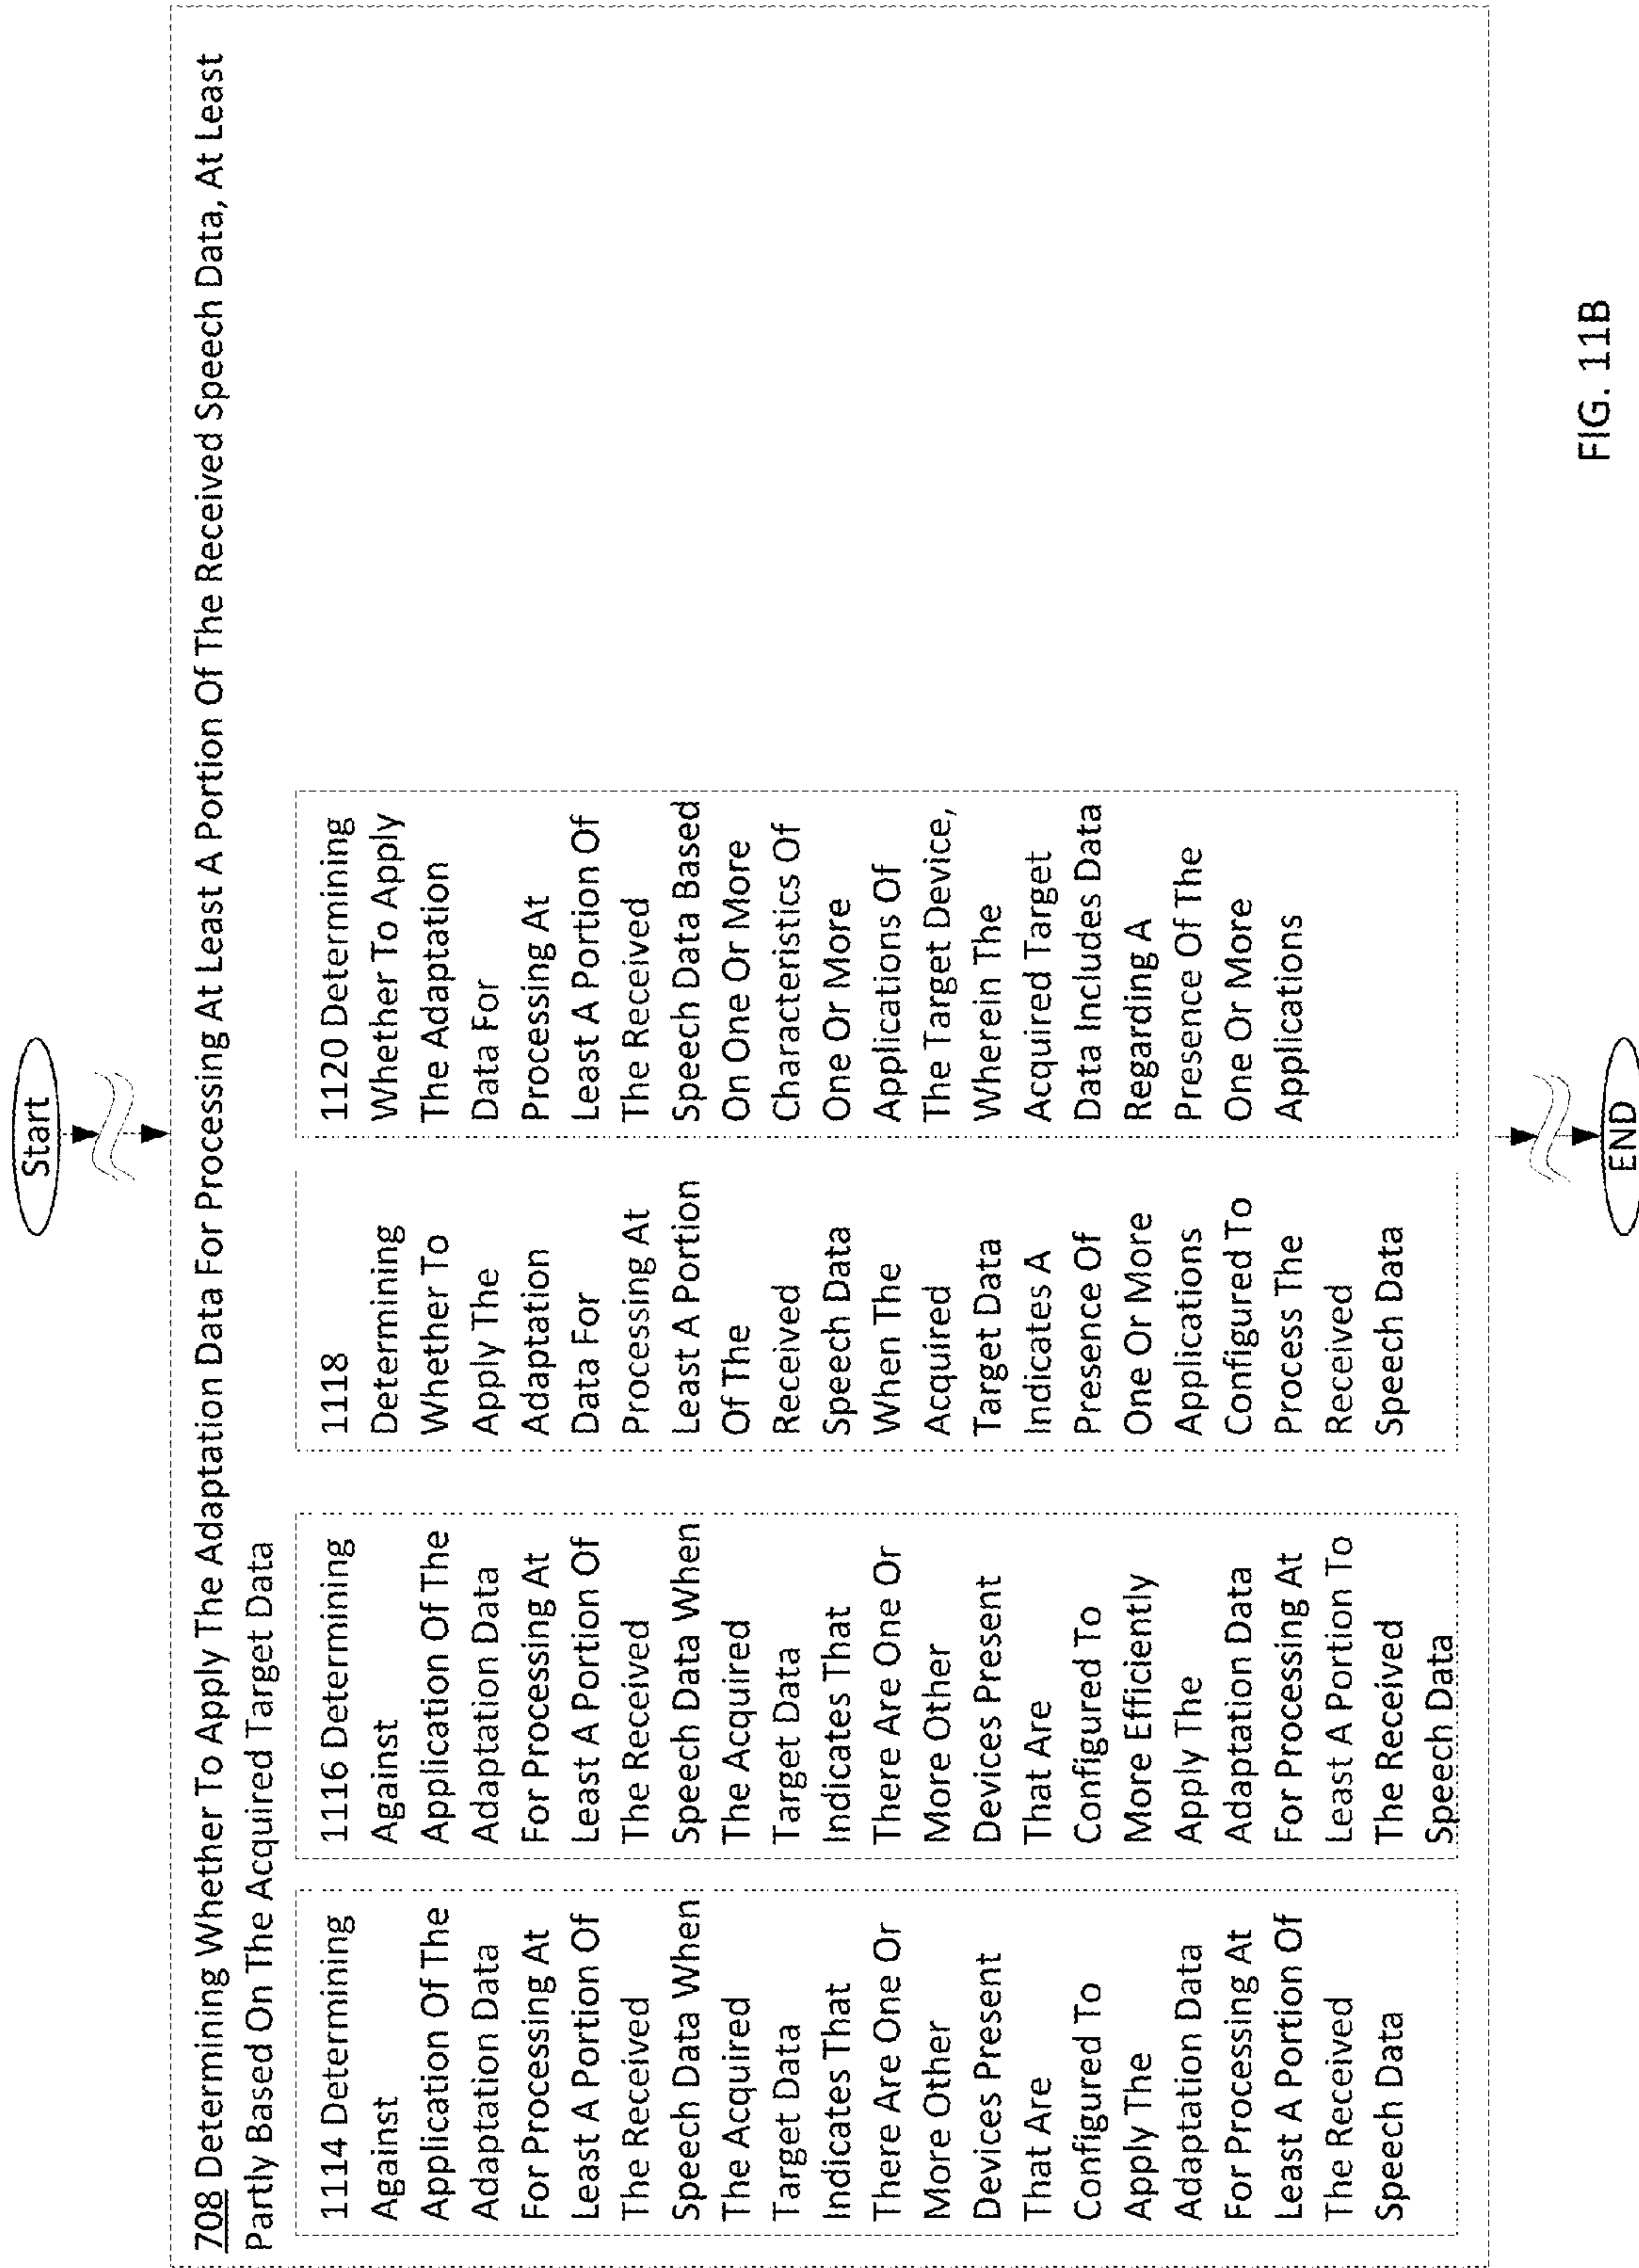 Start
708 Determining Whether To Apply The Adaptation Data For Processing At Least A Portion Of The Received Speech Data, At Least
Partly Based On The Acquired Target Data
1114 Determining
Against
Application Of The
Adaptation Data
For Processing At
Least A Portion Of
The Received
Speech Data When
The Acquired
Target Data
Indicates That
There Are One Or
More Other
Devices Present
That Are
Configured To
Apply The
Adaptation Data
For Processing At
Least A Portion Of
The Received
Speech Data
1116 Determining
Against
Application Of The
Adaptation Data
For Processing At
Least A Portion Of
The Received
Speech Data When
The Acquired
Target Data
Indicates That
There Are One Or
More Other
Devices Present
That Are
Configured To
More Efficiently
Apply The
Adaptation Data
For Processing At
Least A Portion To
The Received
Speech Data
1118
Determining
Whether To
Apply The
Adaptation
Data For
Processing At
Least A Portion
Of The
Received
Speech Data
When The
Acquired
Target Data
Indicates A
Presence Of
One Or More
Applications
Configured To
Process The
Received
Speech Data
1120 Determining
Whether To Apply
The Adaptation
Data For
Processing At
Least A Portion Of
The Received
Speech Data Based
On One Or More
Characteristics Of
One Or More
Applications Of
The Target Device,
Wherein The
Acquired Target
Data Includes Data
Regarding A
Presence Of The
One Or More
Applications
END
FIG. 11B